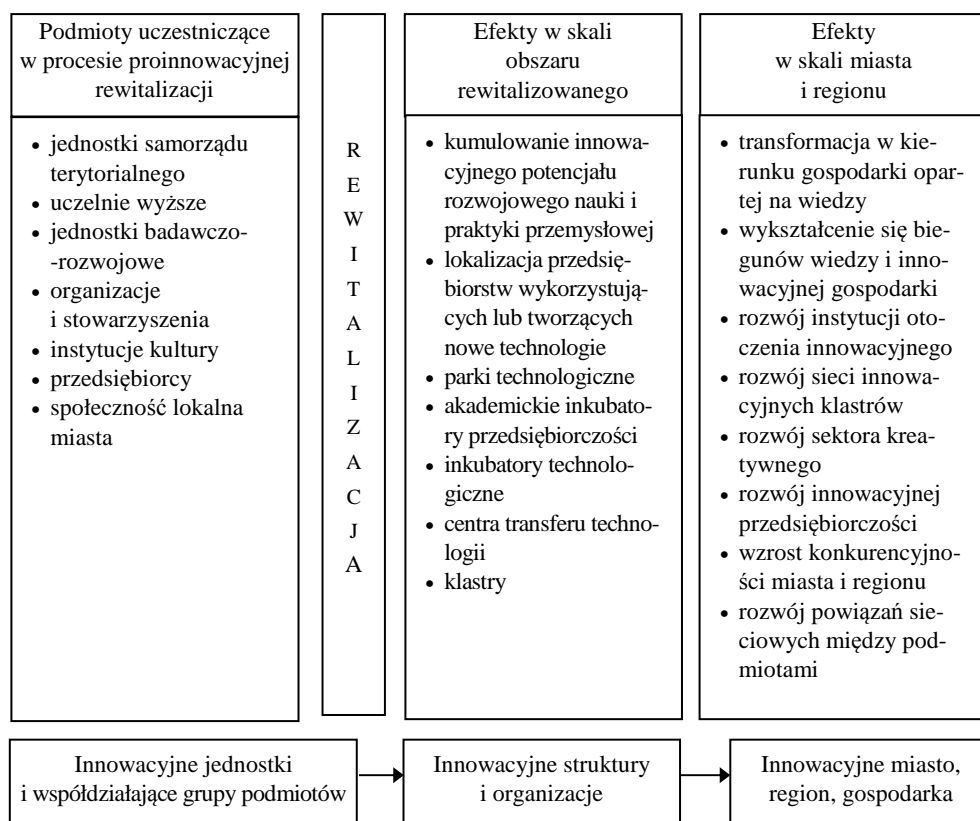 Podmioty uczestniczące
w procesie proinnowacyjnej
rewitalizacji
• jednostki samorządu
terytorialnego
• uczelnie wyższe
• jednostki badawczo-
-rozwojowe
• organizacje
i stowarzyszenia
• instytucje kultury
• przedsiębiorcy
• społeczność lokalna
miasta
R
E
W
I
T
A
L
I
Z
A
C
J
A
Efekty w skali
obszaru
rewitalizowanego
• kumulowanie innowa-
cyjnego potencjału
rozwojowego nauki i
praktyki przemysłowej
• lokalizacja przedsię-
biorstw wykorzystują-
cych lub tworzących
nowe technologie
• parki technologiczne
• akademickie inkubato-
ry przedsiębiorczości
• inkubatory technolo-
giczne
• centra transferu techno-
logii
• klastry
Efekty
w skali miasta
i regionu
• transformacja w kie-
runku gospodarki opar-
tej na wiedzy
• wykształcenie się bie-
gunów wiedzy i inno-
wacyjnej gospodarki
• rozwój instytucji oto-
czenia innowacyjnego
• rozwój sieci innowa-
cyjnych klastrów
• rozwój sektora krea-
tywnego
• rozwój innowacyjnej
przedsiębiorczości
• wzrost konkurencyjno-
ści miasta i regionu
• rozwój powiązań sie-
ciowych między pod-
miotami
Innowacyjne jednostki
i współdziałające grupy podmiotów
Innowacyjne struktury
i organizacje
Innowacyjne miasto,
region, gospodarka